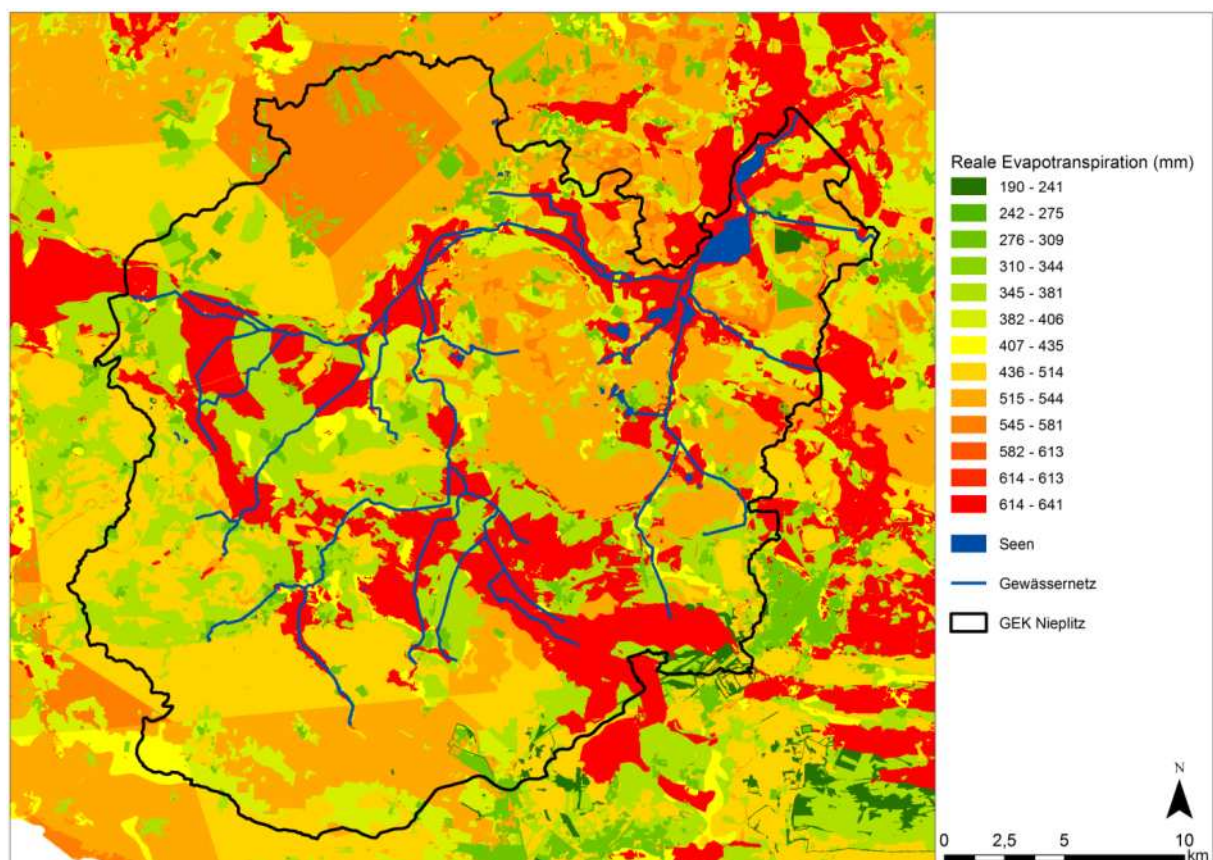 Reale Evapotranspiration (mm)
190 - 241
242 - 275
276 - 309
310 - 344
345 - 381
382 - 406
407 - 435
436 - 514
515 - 544
545 - 581
582 - 613
614 - 613
614 - 641
Seen
Gewässernetz
GEK Nieplitz
N
0 2,5 5 10
km